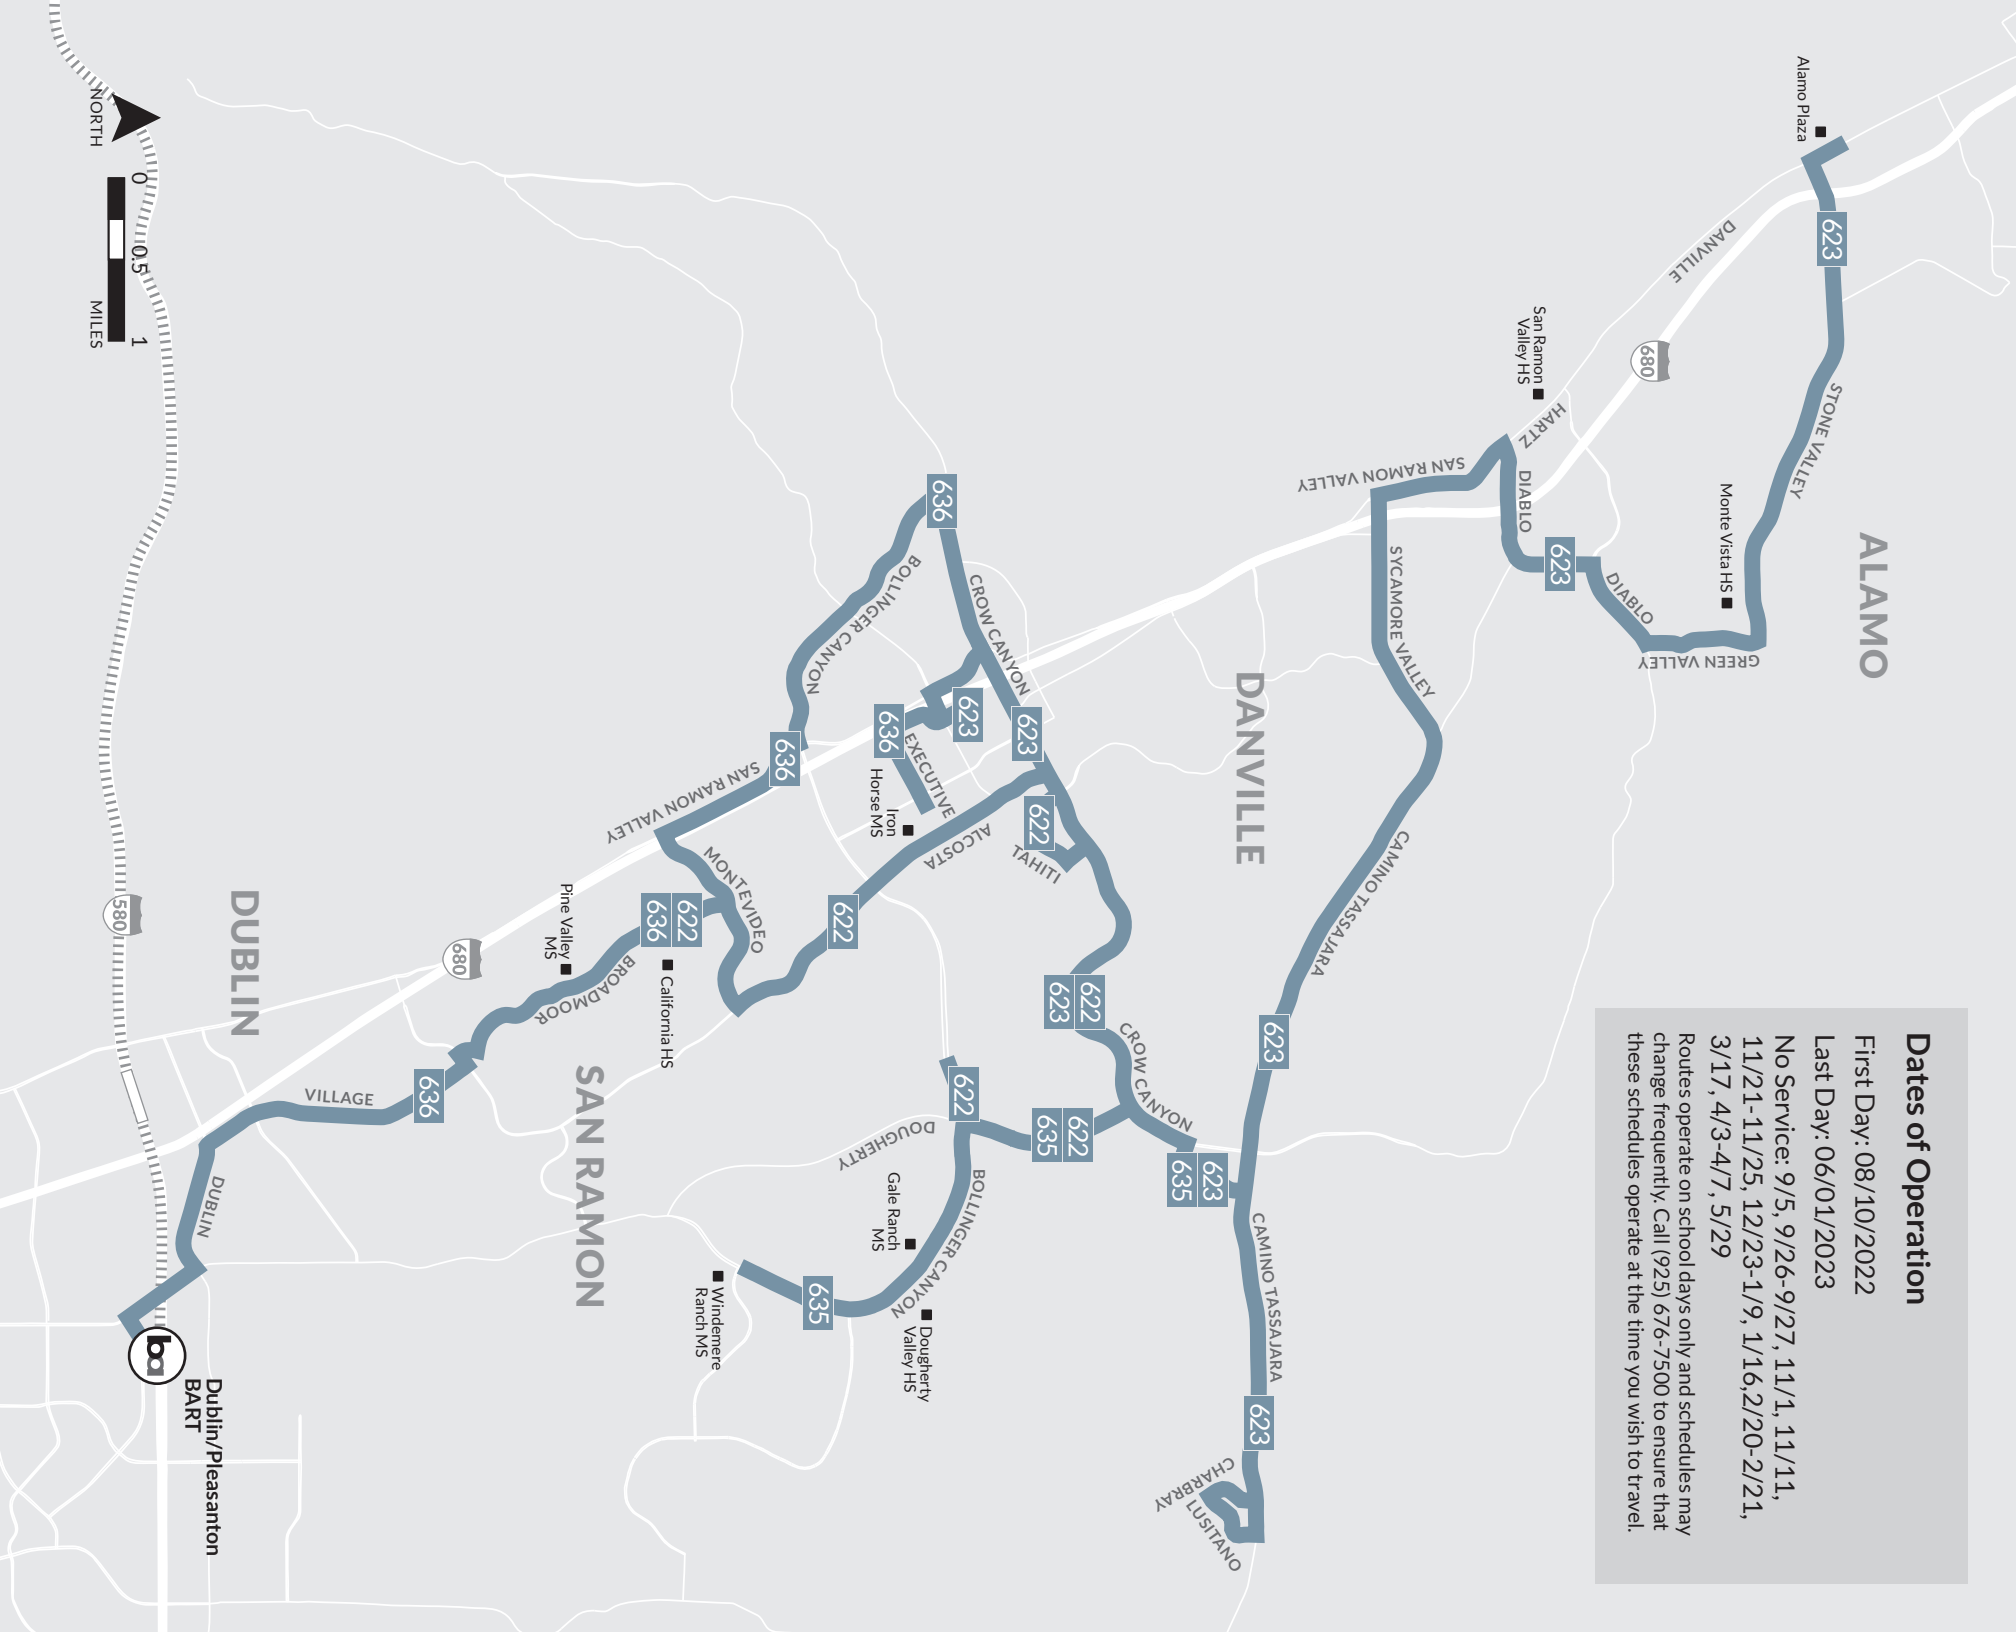 ALAMO
Dates of Operation
First Day: 08/10/2022
Last Day: 06/01/2023
No Service: 9/5, 9/26-9/27, 11/1, 11/11,
11/21-11/25, 12/23-1/9, 1/16,2/20-2/21,
3/17, 4/3-4/7, 5/29
Routes operate on school days only and schedules may
change frequently. Call (925) 676-7500 to ensure that
these schedules operate at the time you wish to travel.
Alamo Plaza
623
STONE VALLEY
Monte Vista HS
GREEN VALLEY
DANVILLE
680
DIABLO
623
DIABLO
HARTZ
San Ramon
Valley HS
SAN RAMON VALLEY
SYCAMORE VALLEY
CAMINO TASSAJARA
623
CAMINO TASSAJARA
623
CHARBRAY
LUSITANO
DANVILLE
623
635
CROW CANYON
622
623
622
635
TAHITI
622
623
CROW CANYON
636
623
636
EXECUTIVE
Iron
Horse MS
ALCOSTA
622
BOLLINGER CANYON
636
SAN RAMON VALLEY
MONTEVIDEO
622
636
California HS
Pine Valley
MS
BROADMOOR
622
DOUGHERTY
BOLLINGER CANYON
Gale Ranch
MS
Dougherty
Valley HS
635
Windemere
Ranch MS
SAN RAMON
680
636
VILLAGE
DUBLIN
DUBLIN
580
ba
Dublin/Pleasanton
BART
NORTH
0
0.5
1
MILES